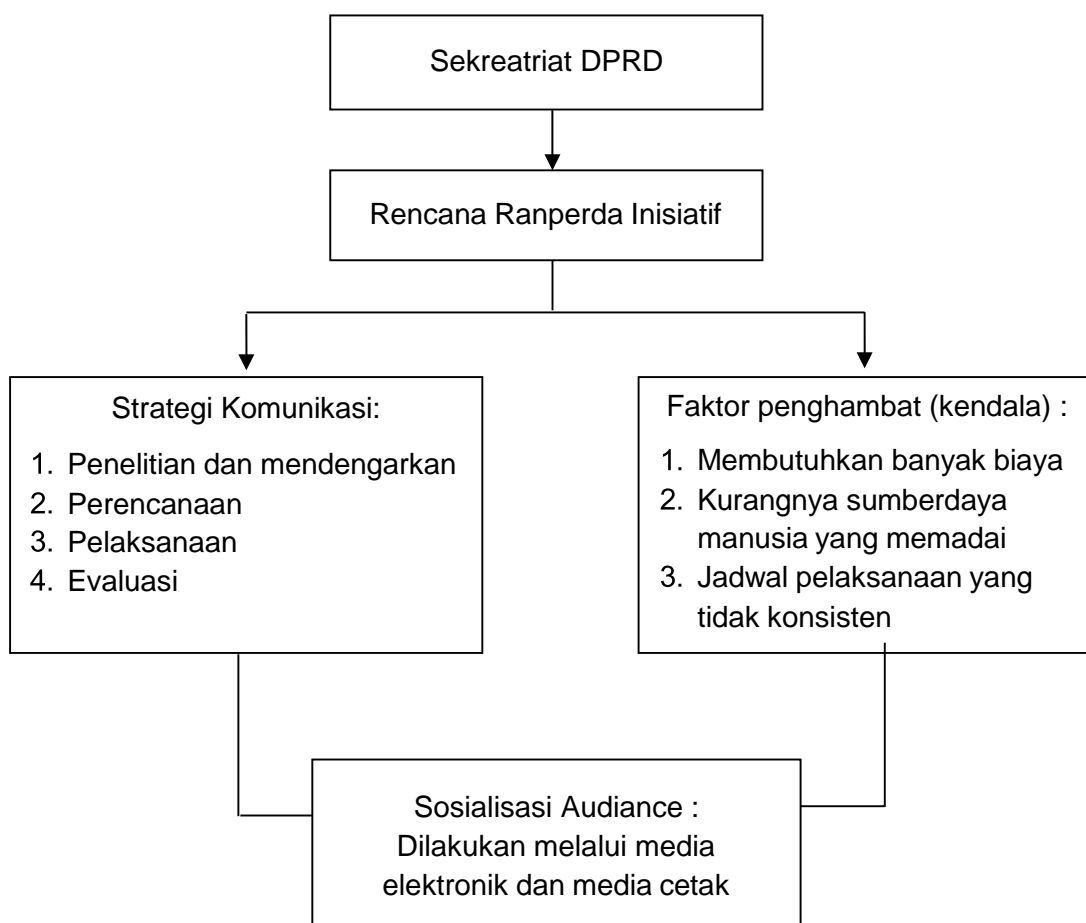 Sekreatriat DPRD
Rencana Ranperda Inisiatif
Strategi Komunikasi:
1. Penelitian dan mendengarkan
2. Perencanaan
3. Pelaksanaan
4. Evaluasi
Faktor penghambat (kendala) :
1. Membutuhkan banyak biaya
2. Kurangnya sumberdaya
manusia yang memadai
3. Jadwal pelaksanaan yang
tidak konsisten
Sosialisasi Audiance :
Dilakukan melalui media
elektronik dan media cetak